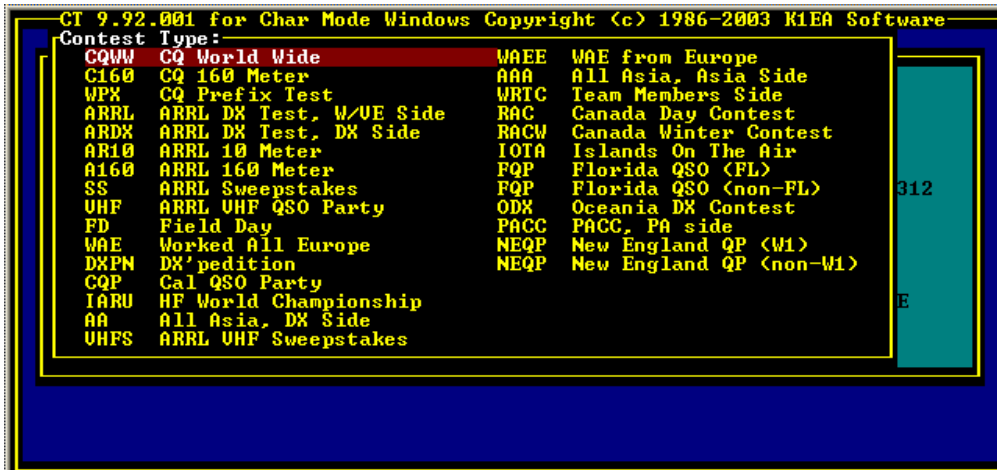 CT 9.92.001 for Char Mode Windows Copyright (c) 1986-2003 K1EA Software
Contest Type:
CQWW CQ World Wide
C160 CQ 160 Meter
WPX CQ Prefix Test
ARRL ARRL DX Test, W/VE Side
ARDX ARRL DX Test, DX Side
AR10 ARRL 10 Meter
A160 ARRL 160 Meter
SS ARRL Sweepstakes
VHF ARRL VHF QSO Party
FD Field Day
WAE Worked All Europe
DXPN DX'pedition
CQP Cal QSO Party
IARU HF World Championship
AA All Asia, DX Side
VHFS ARRL VHF Sweepstakes
WAEE WAE from Europe
AAA All Asia, Asia Side
WRTC Team Members Side
RAC Canada Day Contest
RACW Canada Winter Contest
IOTA Islands On The Air
FQP Florida QSO (FL)
FQP Florida QSO (non-FL)
ODX Oceania DX Contest
PACC PACC, PA side
NEQP New England QP (W1)
NEQP New England QP (non-W1)
312
E